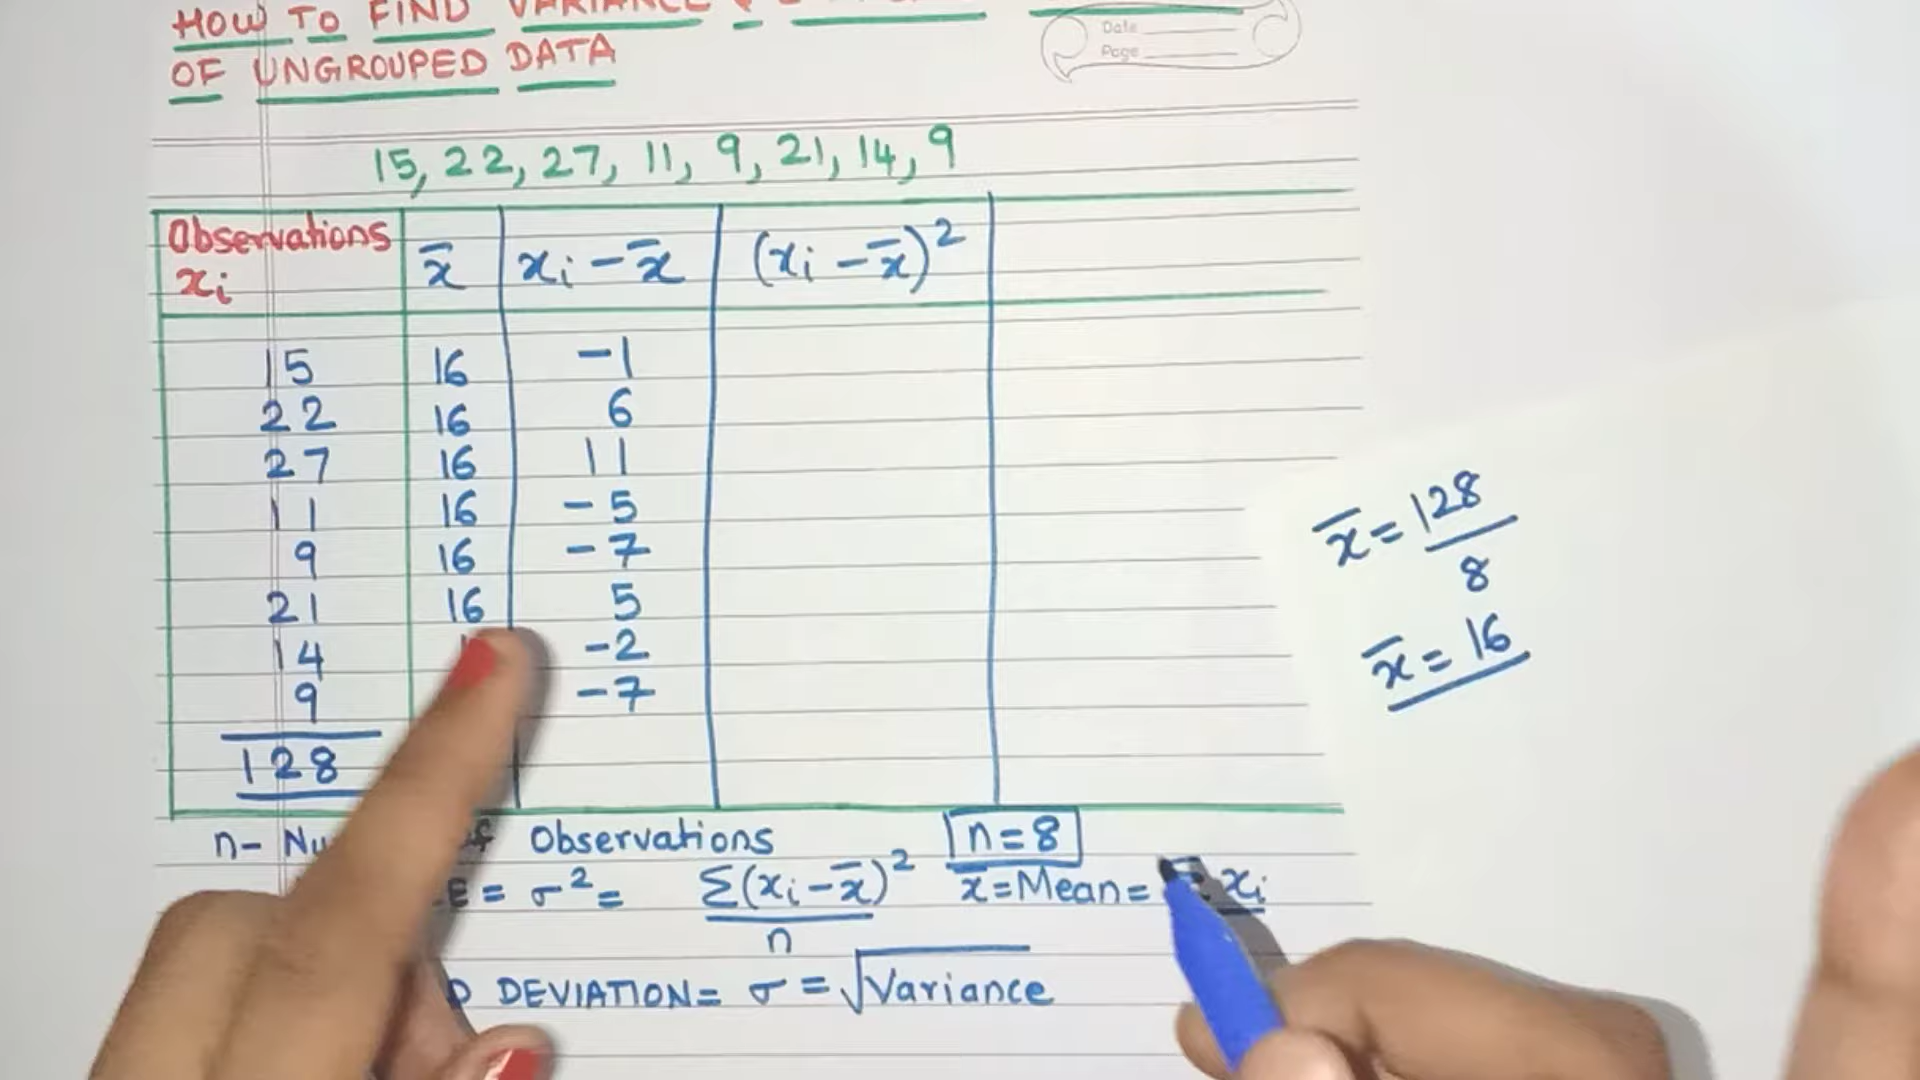 HOW TO FIND VARIANCE
OF UNGROUPED DATA
Date
Page
15, 22, 27, 11, 9, 21, 14, 9
Observations xᵢ x̄ xᵢ - x̄ (xᵢ - x̄)²
15 16 -1
22 16 6
27 16 11
11 16 -5
9 16 -7
21 16 5
14 -2
9 -7
128
x̄ = 128/8
x̄ = 16
n- of Observations n=8
= σ² = Σ(xᵢ-x̄)²/n x̄ = Mean = xᵢ
DEVIATION = σ = √Variance